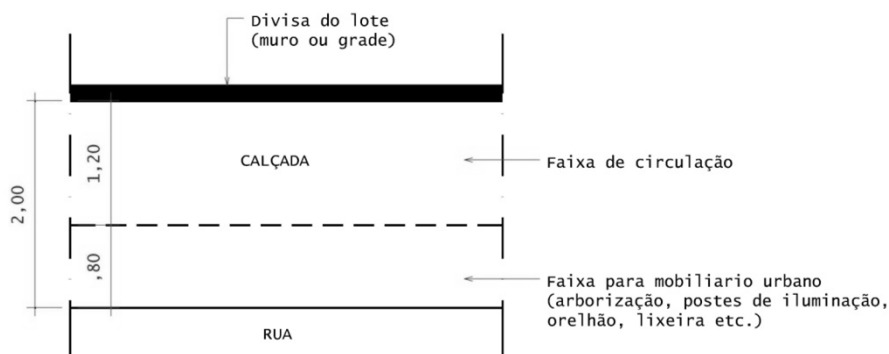 Divisa do lote
(muro ou grade)
2,00
1,20
CALÇADA
Faixa de circulação
,80
Faixa para mobiliario urbano
(arborização, postes de iluminação,
orelhão, lixeira etc.)
RUA